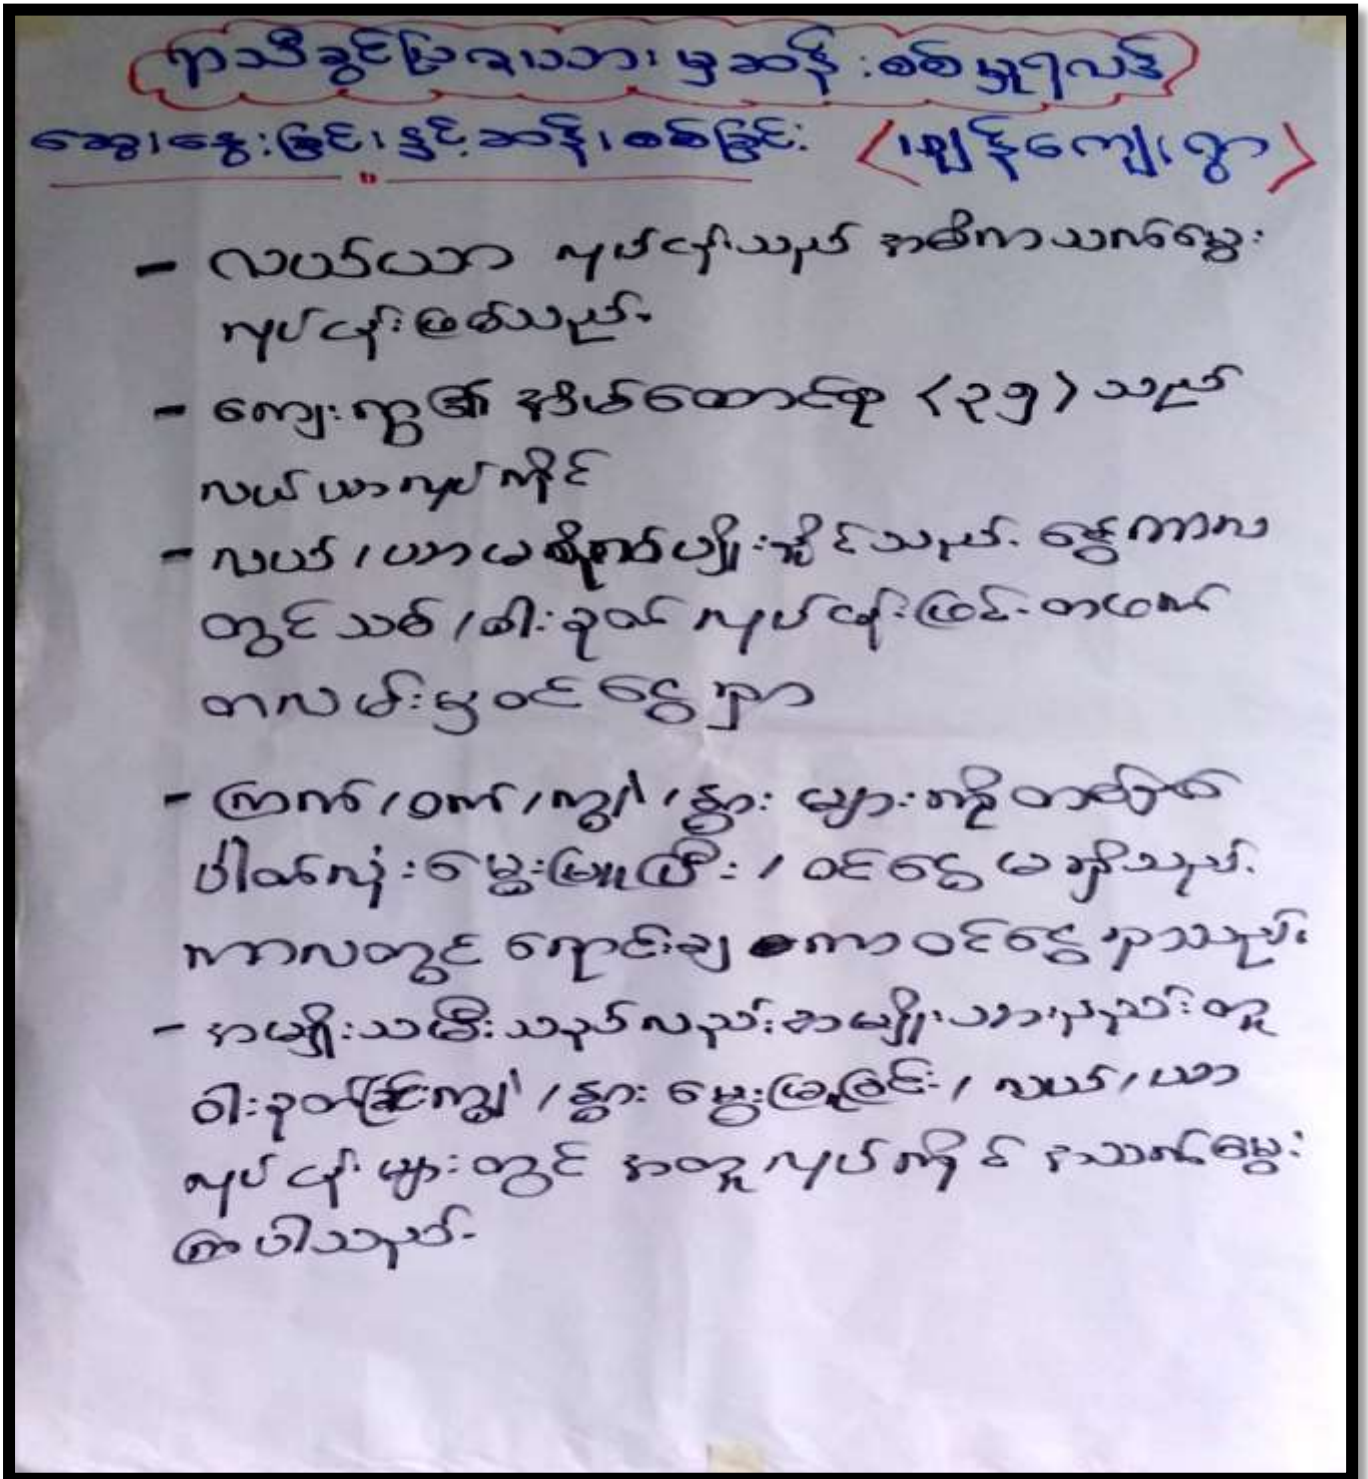 ရာသီခွင်ပြဇယားမှဆန်းစစ်မှုရလဒ်
ဆွေးနွေးခြင်းနှင့်ဆန်းစစ်ခြင်း ကျေးရွာ
- လယ်ယာ လုပ်ငန်းသည် အဓိကအသက်မွေး
လုပ်ငန်းဖြစ်သည်.
- ကျေးရွာ၏ အိမ်ထောင်စု <၃၅> သည်
လယ်ယာလုပ်ကိုင်
- လယ်/ယာမစိုက်ပျိုးနိုင်သည်. နွေကာလ
တွင်သစ်/ဝါးခုတ်လုပ်ငန်းဖြင့်တဖက်
တလမ်းမှဝင်ငွေရှာ
- ကြက်/ဝက်/ကျွဲ/နွား များကိုတစ်နှစ်
ပါတ်လုံးမွေးမြူပြီး/ဝင်ငွေမရှိသည့်.
ကာလတွင် ရောင်းချကာဝင်ငွေရှာသည်။
- အမျိုးသမီးသည်လည်းအမျိုးသားနည်းတူ
ဝါးခုတ်ခြင်းကျွဲ/နွား မွေးမြူခြင်း/လယ်/ယာ
လုပ်ငန်းများတွင် အတူလုပ်ကိုင် အသက်မွေး
ကြပါသည်.